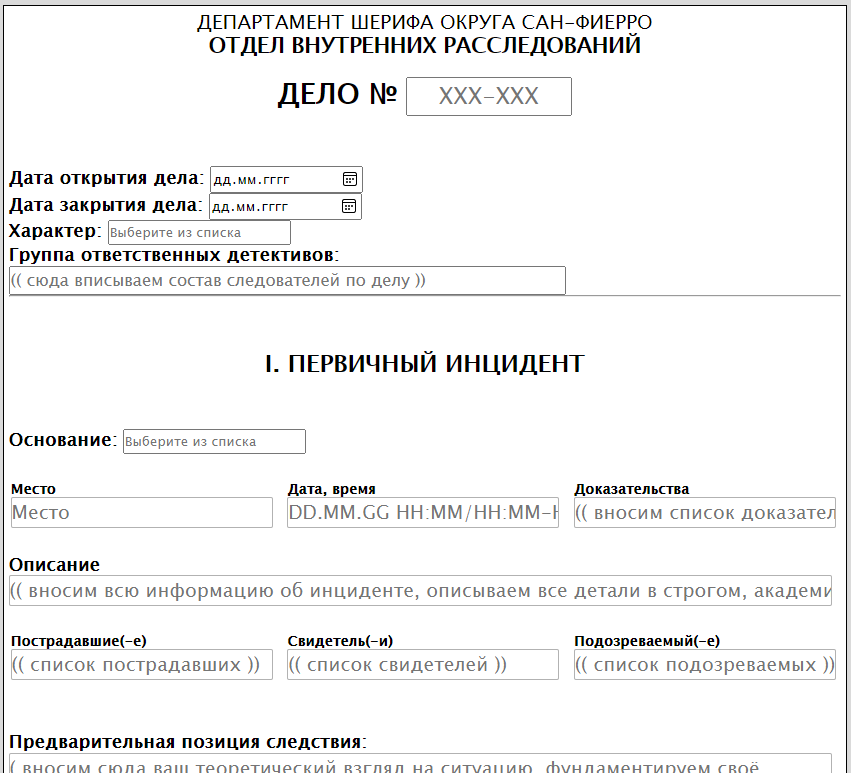 ДЕПАРТАМЕНТ ШЕРИФА ОКРУГА САН-ФИЕРРО
ОТДЕЛ ВНУТРЕННИХ РАССЛЕДОВАНИЙ
ДЕЛО № XXX-XXX
Дата открытия дела: дд.мм.гггг
Дата закрытия дела: дд.мм.гггг
Характер: Выберите из списка
Группа ответственных детективов:
(( сюда вписываем состав следователей по делу ))
I. ПЕРВИЧНЫЙ ИНЦИДЕНТ
Основание: Выберите из списка
Место Дата, время Доказательства
Место DD.MM.GG HH:MM/HH:MM-H (( вносим список доказател
Описание
(( вносим всю информацию об инциденте, описываем все детали в строгом, академи
Пострадавшие(-е) Свидетель(-и) Подозреваемый(-е)
(( список пострадавших )) (( список свидетелей )) (( список подозреваемых ))
Предварительная позиция следствия:
( вносим сюда ваш теоретический взгляд на ситуацию, фундаментируем своё